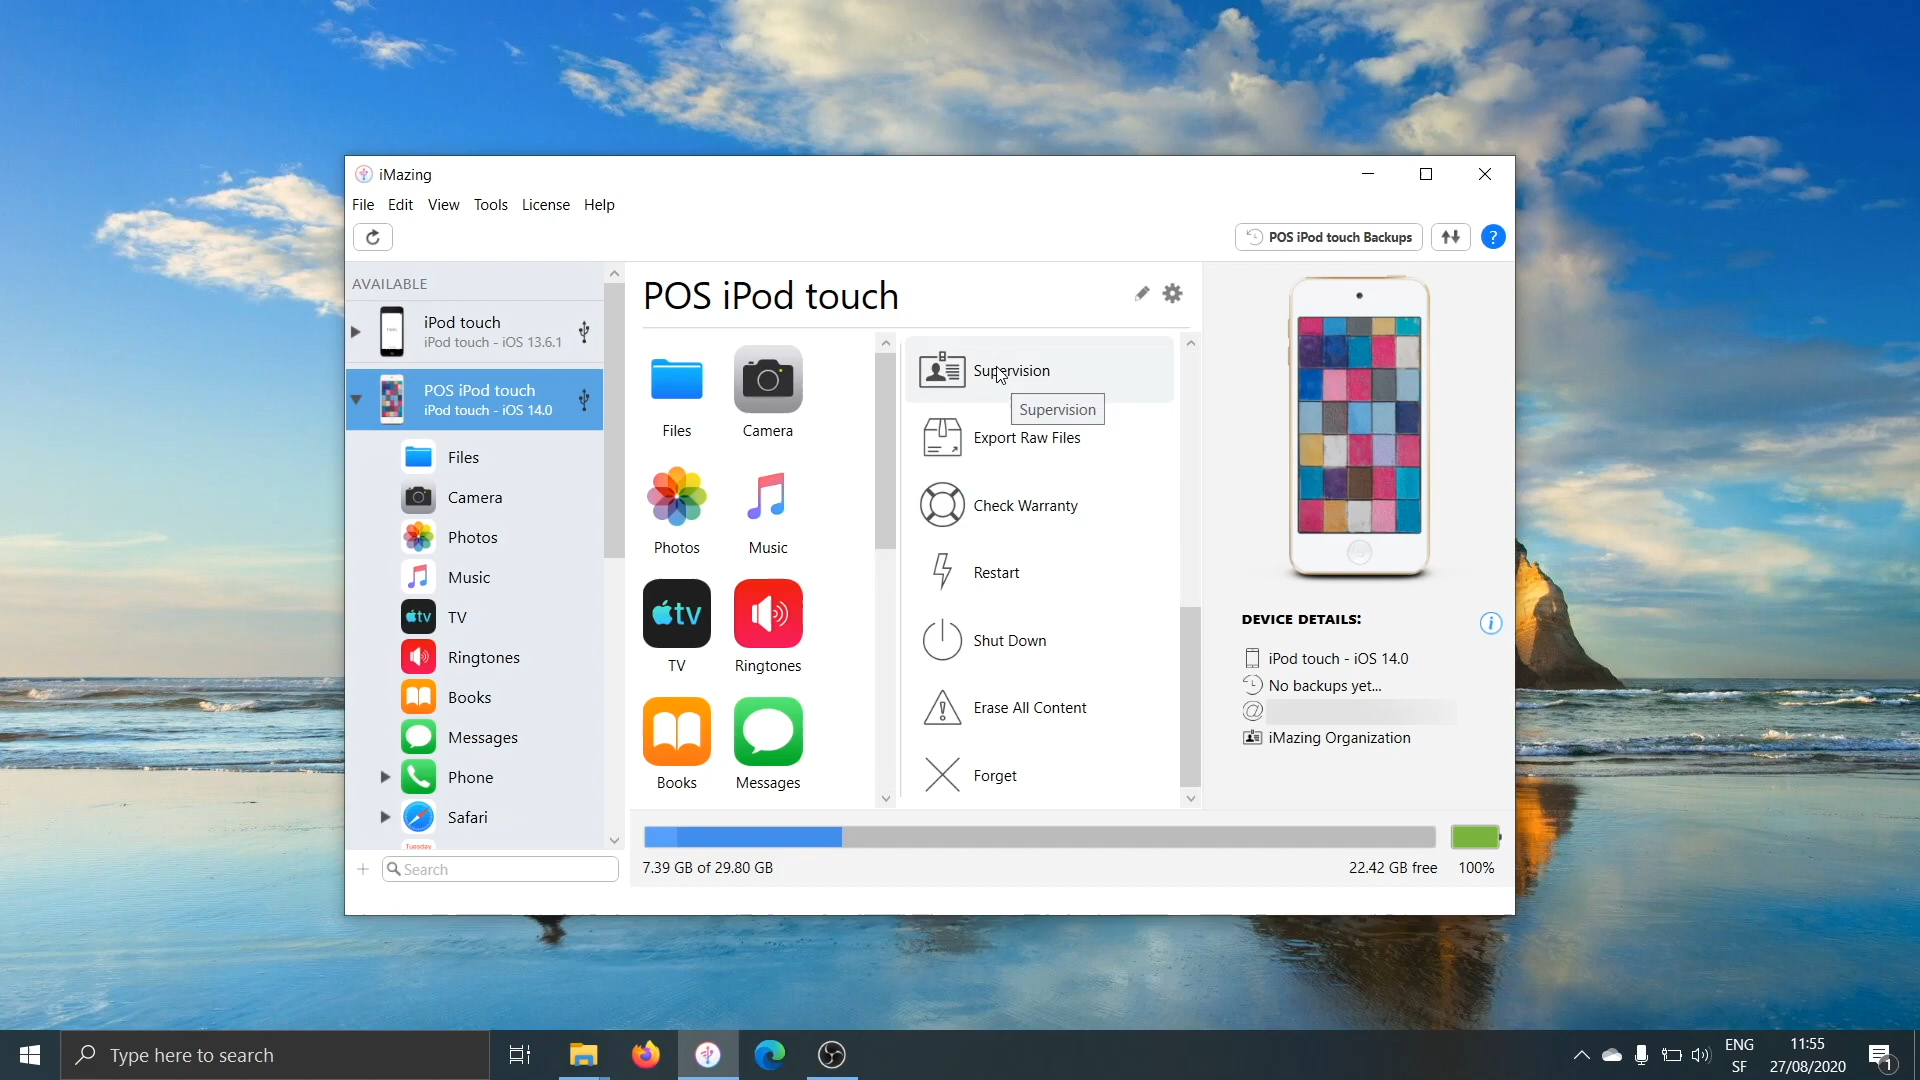 iMazing
File Edit View Tools License Help
POS iPod touch Backups
?
AVAILABLE
iPod touch
iPod touch - iOS 13.6.1
POS iPod touch
iPod touch - iOS 14.0
Files
Camera
Photos
Music
tv TV
Ringtones
Books
Messages
Phone
Safari
Tuesday
Search
POS iPod touch
Files Camera
Photos Music
tv
TV Ringtones
Books Messages
Supervision
Supervision
Export Raw Files
Check Warranty
Restart
Shut Down
Erase All Content
Forget
DEVICE DETAILS:
iPod touch - iOS 14.0
No backups yet...
iMazing Organization
7.39 GB of 29.80 GB
22.42 GB free 100%
Type here to search
ENG
SF
11:55
27/08/2020
1